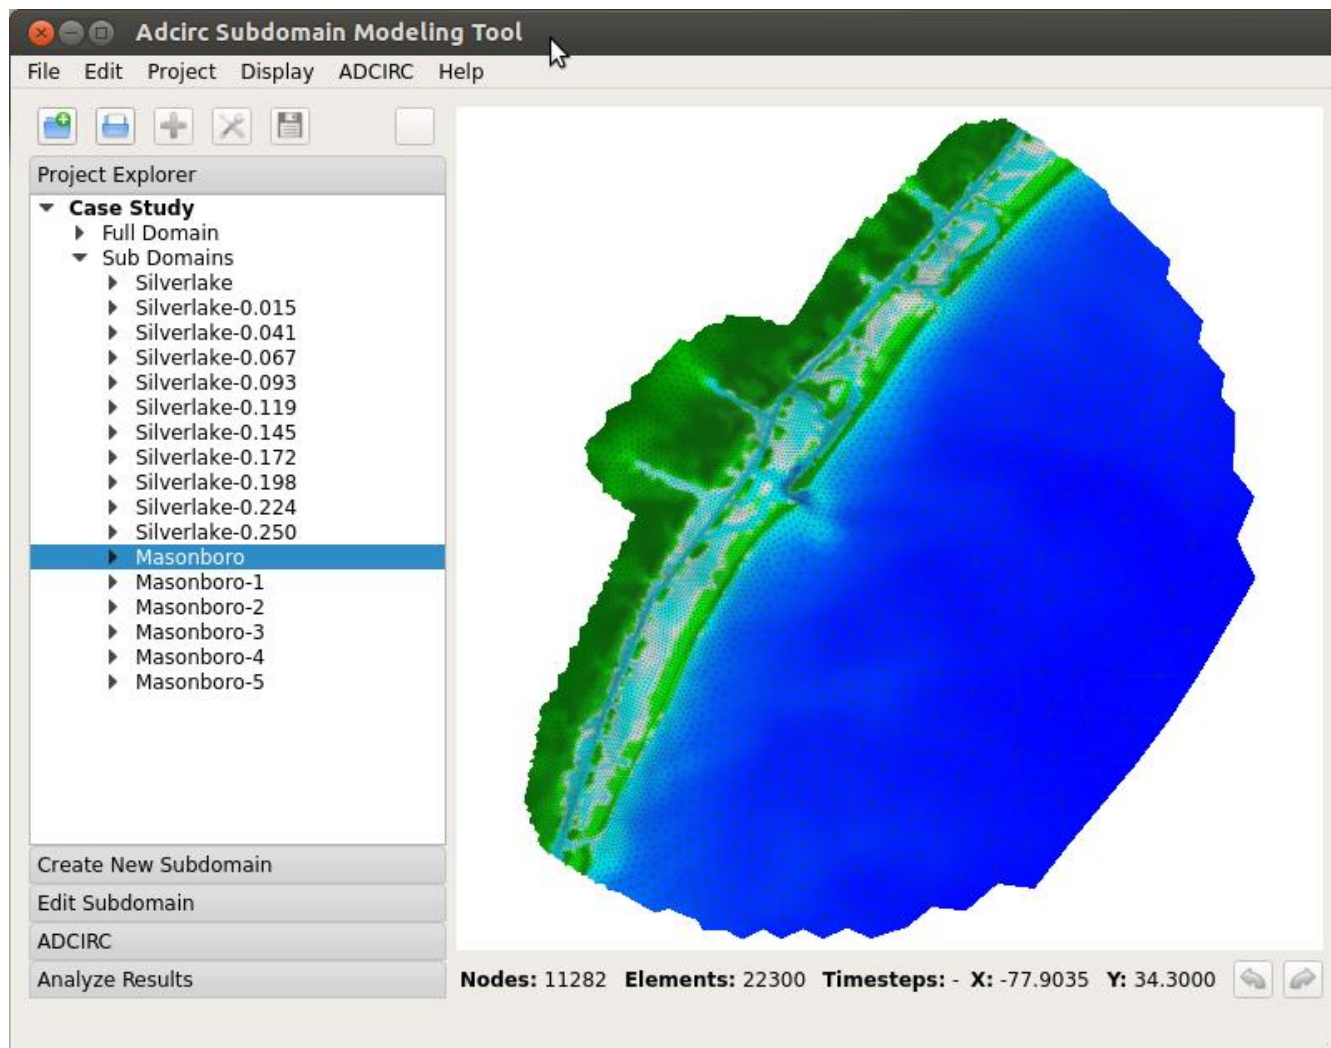 Adcirc Subdomain Modeling Tool
File Edit Project Display ADCIRC Help
Project Explorer
Case Study
Full Domain
Sub Domains
Silverlake
Silverlake-0.015
Silverlake-0.041
Silverlake-0.067
Silverlake-0.093
Silverlake-0.119
Silverlake-0.145
Silverlake-0.172
Silverlake-0.198
Silverlake-0.224
Silverlake-0.250
Masonboro
Masonboro-1
Masonboro-2
Masonboro-3
Masonboro-4
Masonboro-5
Create New Subdomain
Edit Subdomain
ADCIRC
Analyze Results
Nodes: 11282 Elements: 22300 Timesteps: - X: -77.9035 Y: 34.3000